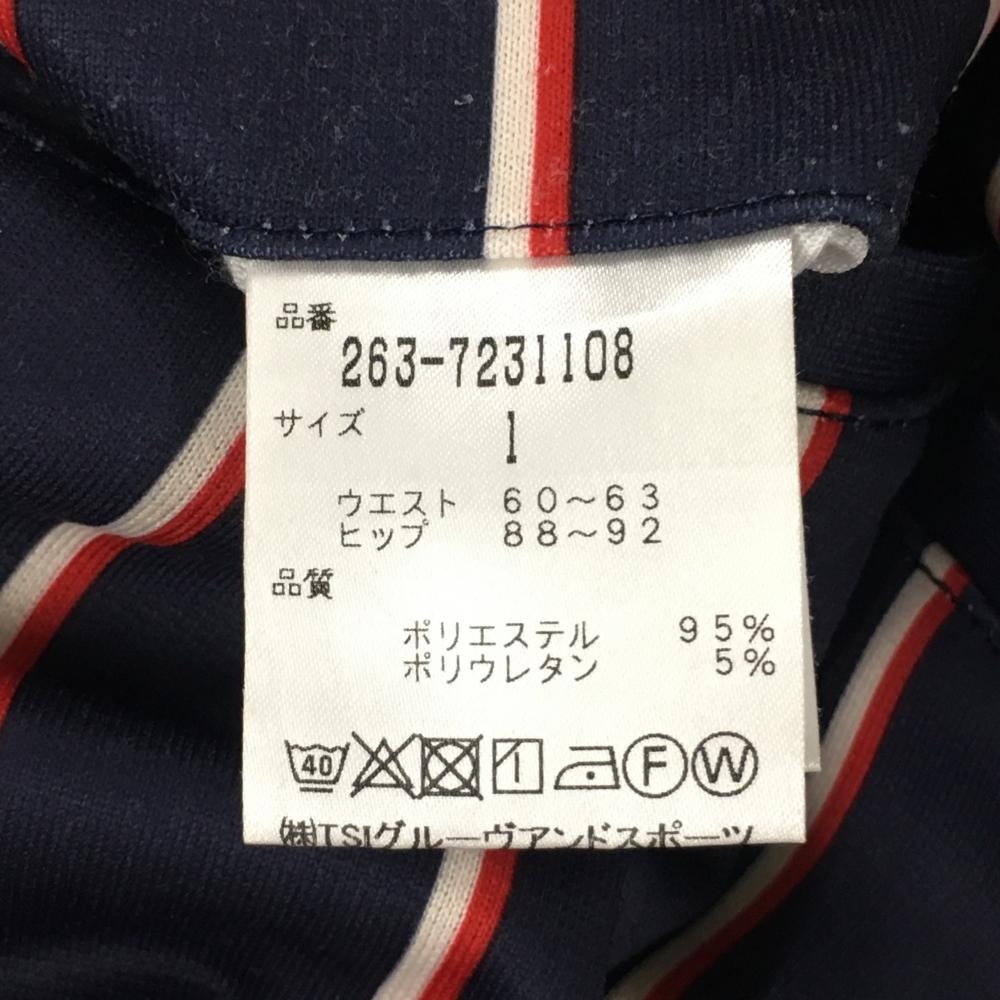 品番
263-7231108
サイズ
1
ウエスト 60～63
ヒップ 88～92
品質
ポリエステル 95%
ポリウレタン 5%
40 F W
㈱TSIグルーヴアンドスポーツ